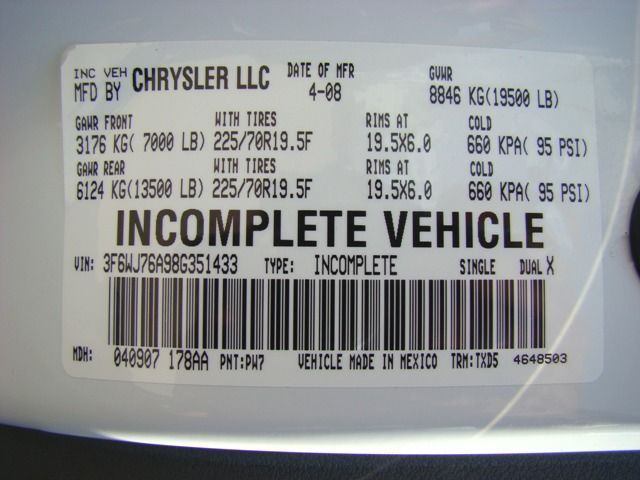 INC VEH MFD BY CHRYSLER LLC DATE OF MFR 4-08 GVWR 8846 KG(19500 LB)
GAWR FRONT WITH TIRES RIMS AT COLD
3176 KG( 7000 LB) 225/70R19.5F 19.5X6.0 660 KPA( 95 PSI)
GAWR REAR WITH TIRES RIMS AT COLD
6124 KG(13500 LB) 225/70R19.5F 19.5X6.0 660 KPA( 95 PSI)
INCOMPLETE VEHICLE
VIN: 3F6WJ76A98G351433 TYPE: INCOMPLETE SINGLE DUAL X
MDH: 040907 178AA PNT:PW7 VEHICLE MADE IN MEXICO TRM:TXD5 4648503